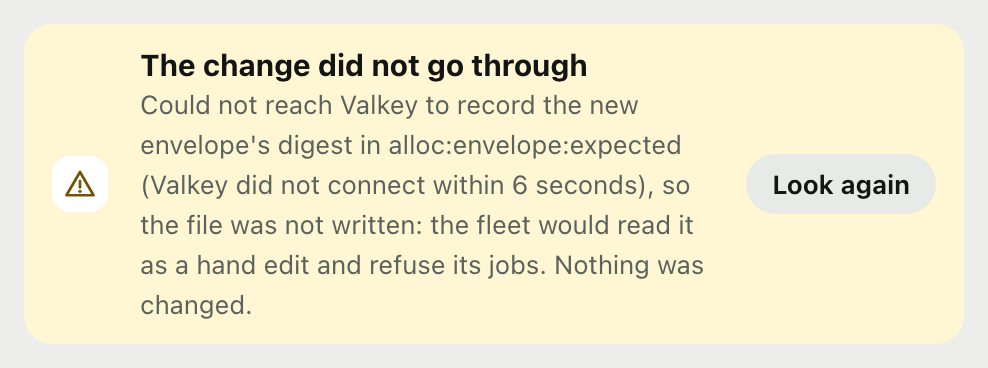 The change did not go through
Could not reach Valkey to record the new
envelope's digest in alloc:envelope:expected
(Valkey did not connect within 6 seconds), so
the file was not written: the fleet would read it
as a hand edit and refuse its jobs. Nothing was
changed.
Look again